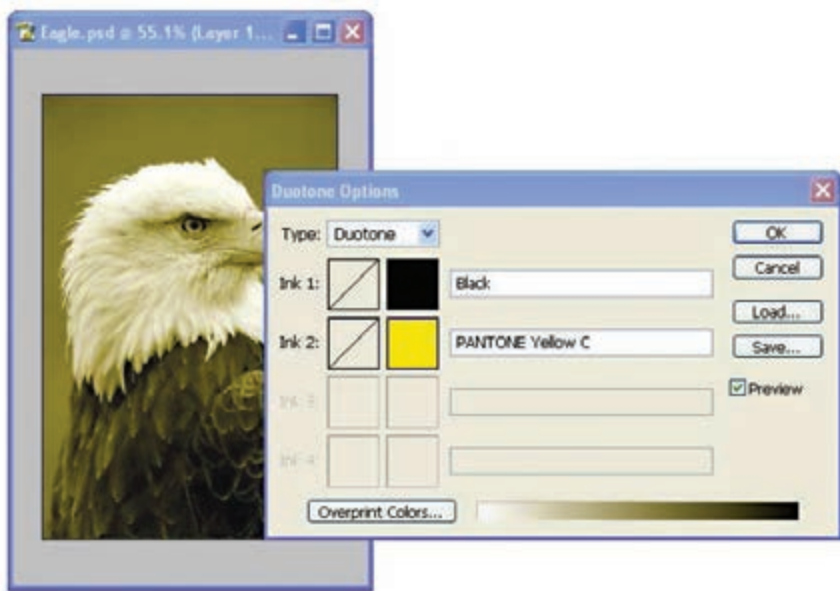 Eagle.psd @ 55.1% (Layer 1...
Duotone Options
Type: Duotone
OK
Ink 1:
Black
Cancel
Load...
Ink 2:
PANTONE Yellow C
Save...
Preview
Ink 3:
Ink 4:
Overprint Colors...